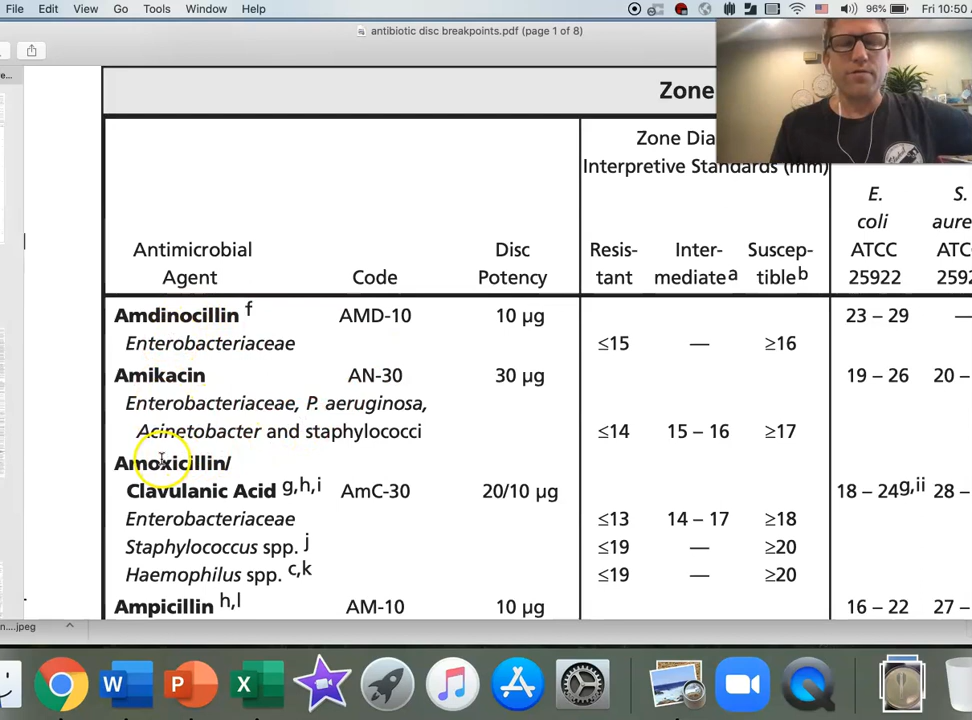 File Edit View Go Tools Window Help 96% Fri 10:50
antibiotic disc breakpoints.pdf (page 1 of 8)
Zone
Zone Dia
Interpretive Standards (mm)
E. S.
coli aure
Antimicrobial Disc Resis- Inter- Suscep- ATCC ATC
Agent Code Potency tant mediate a tible b 25922 2592
Amdinocillin f AMD-10 10 µg 23 – 29 —
Enterobacteriaceae ≤15 — ≥16
Amikacin AN-30 30 µg 19 – 26 20 –
Enterobacteriaceae, P. aeruginosa,
Acinetobacter and staphylococci ≤14 15 – 16 ≥17
Amoxicillin/
Clavulanic Acid g,h,i AmC-30 20/10 µg 18 – 24 g,ii 28 –
Enterobacteriaceae ≤13 14 – 17 ≥18
Staphylococcus spp. j ≤19 — ≥20
Haemophilus spp. c,k ≤19 — ≥20
Ampicillin h,l AM-10 10 µg 16 – 22 27 –
n....jpeg